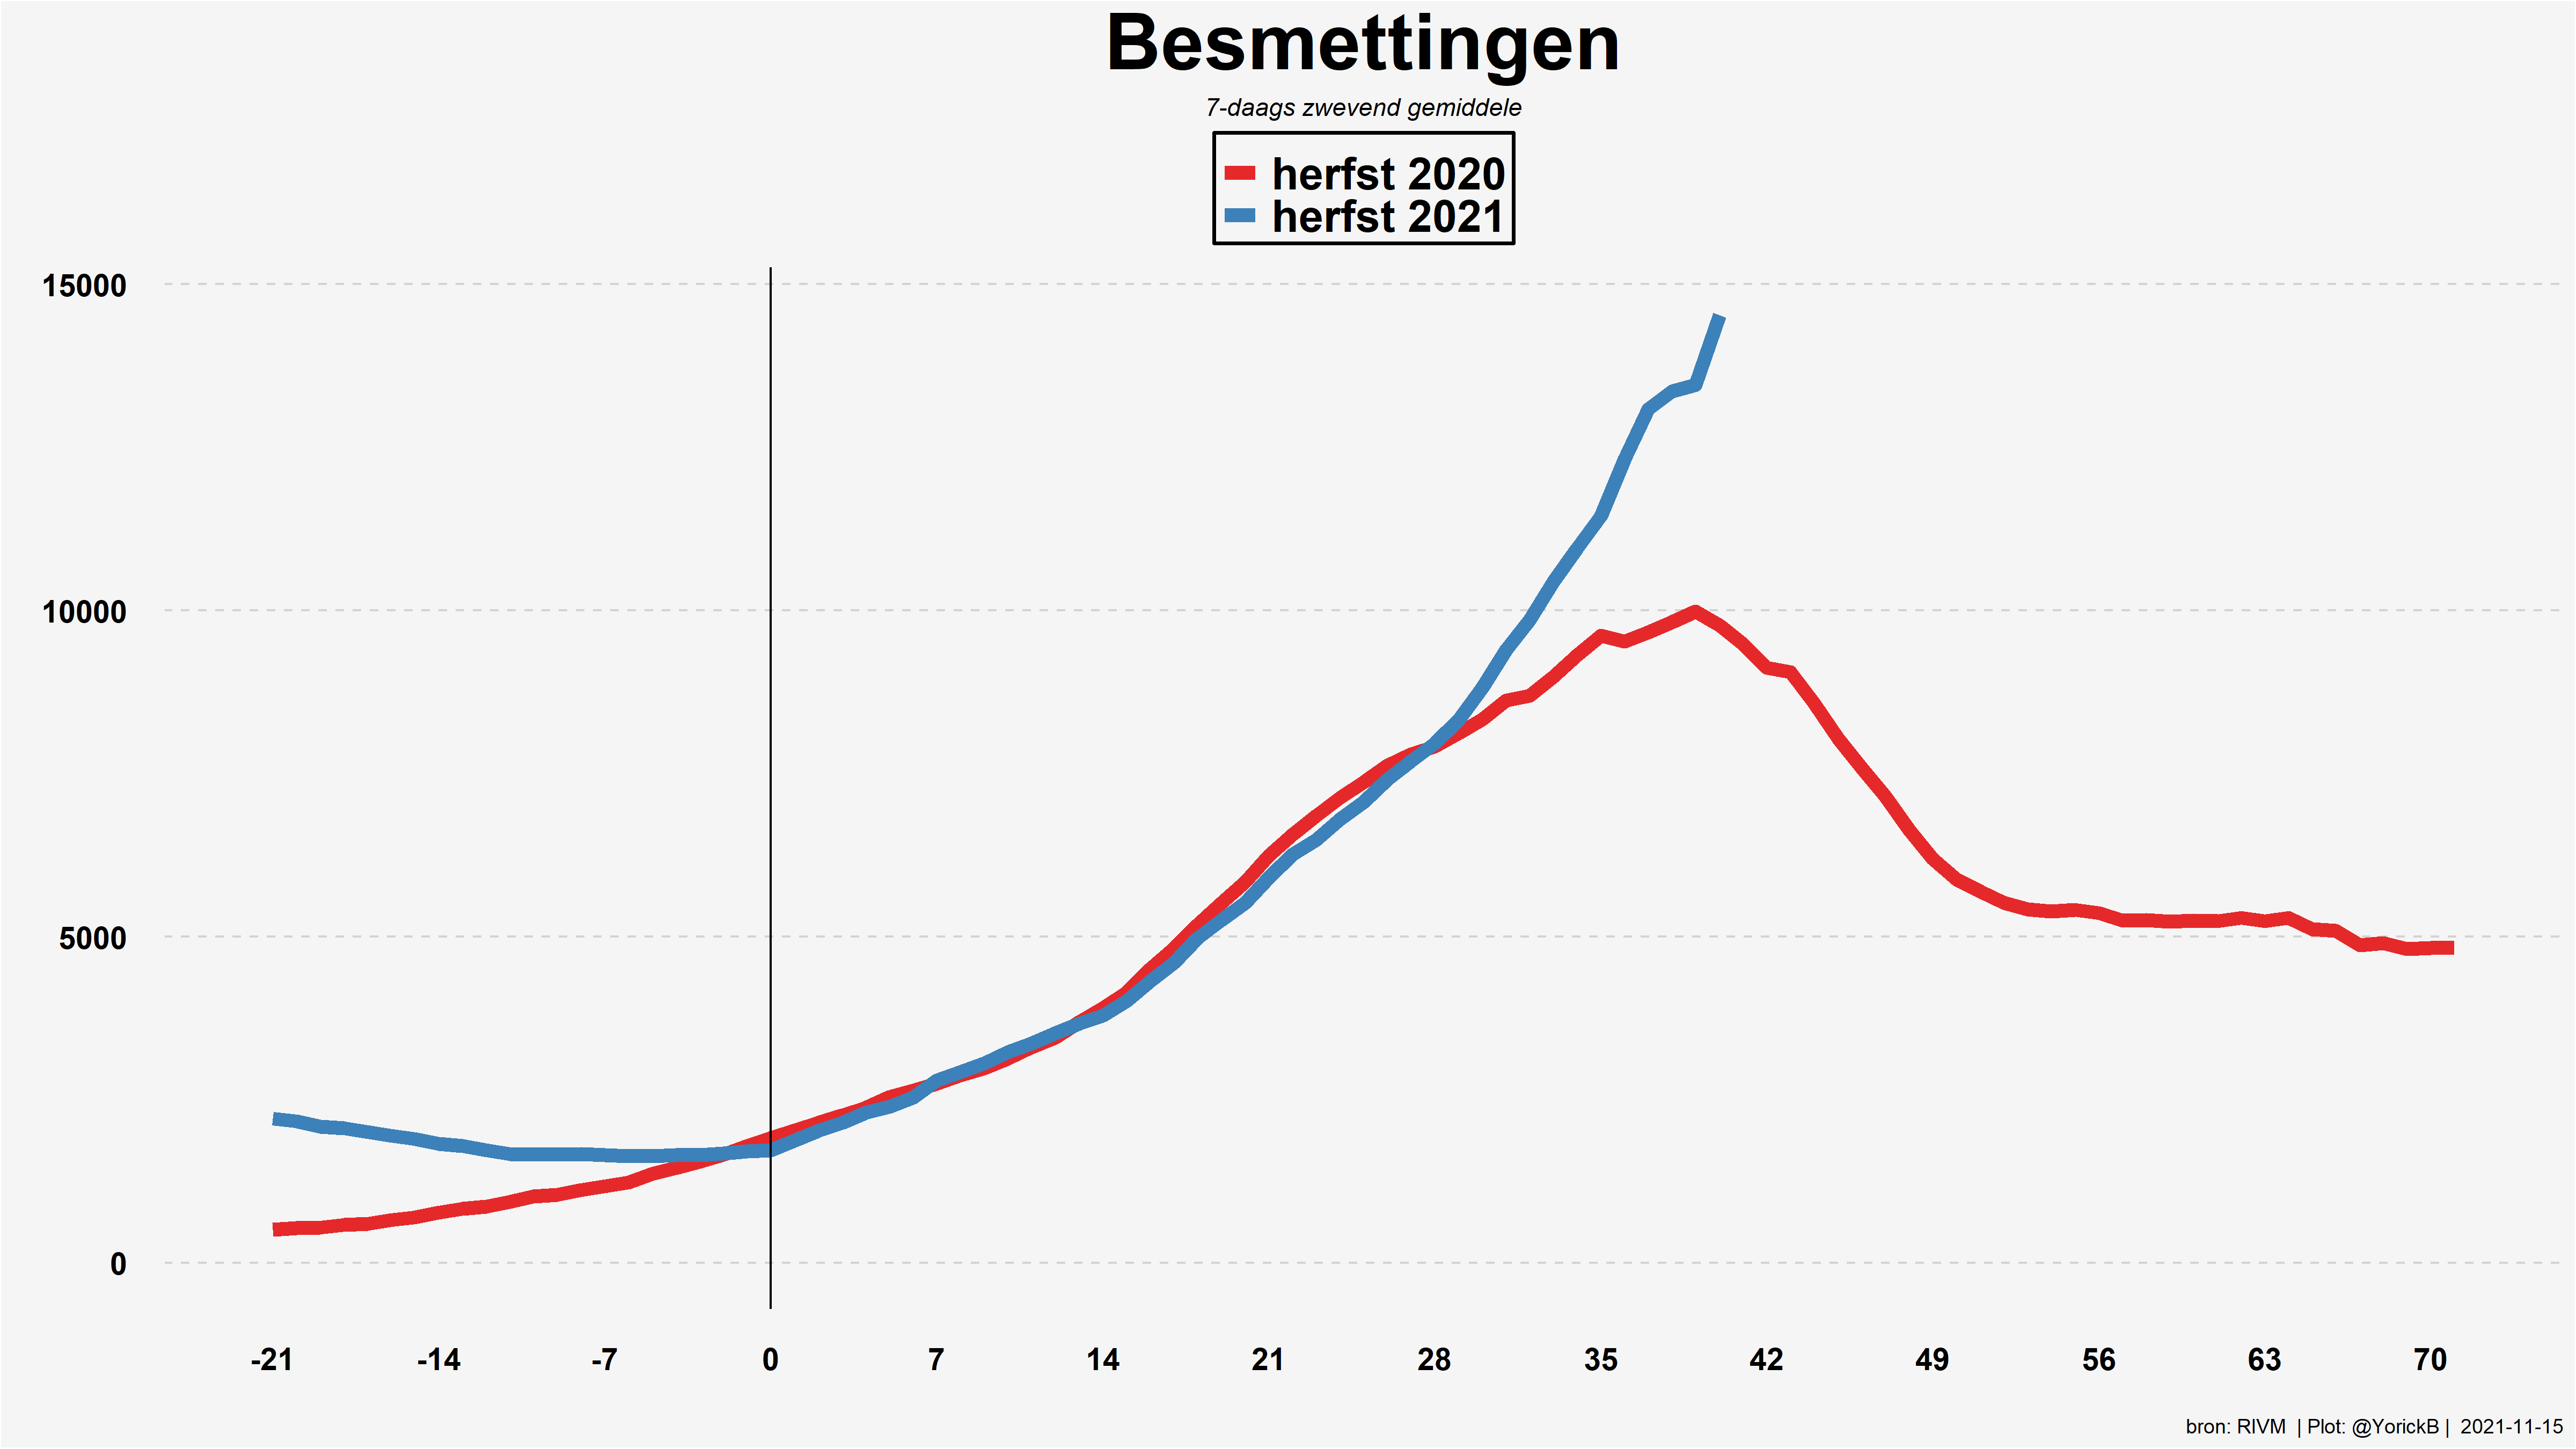 Besmettingen
7-daags zwevend gemiddele
herfst 2020
herfst 2021
15000
10000
5000
0
-21 -14 -7 0 7 14 21 28 35 42 49 56 63 70
bron: RIVM | Plot: @YorickB | 2021-11-15